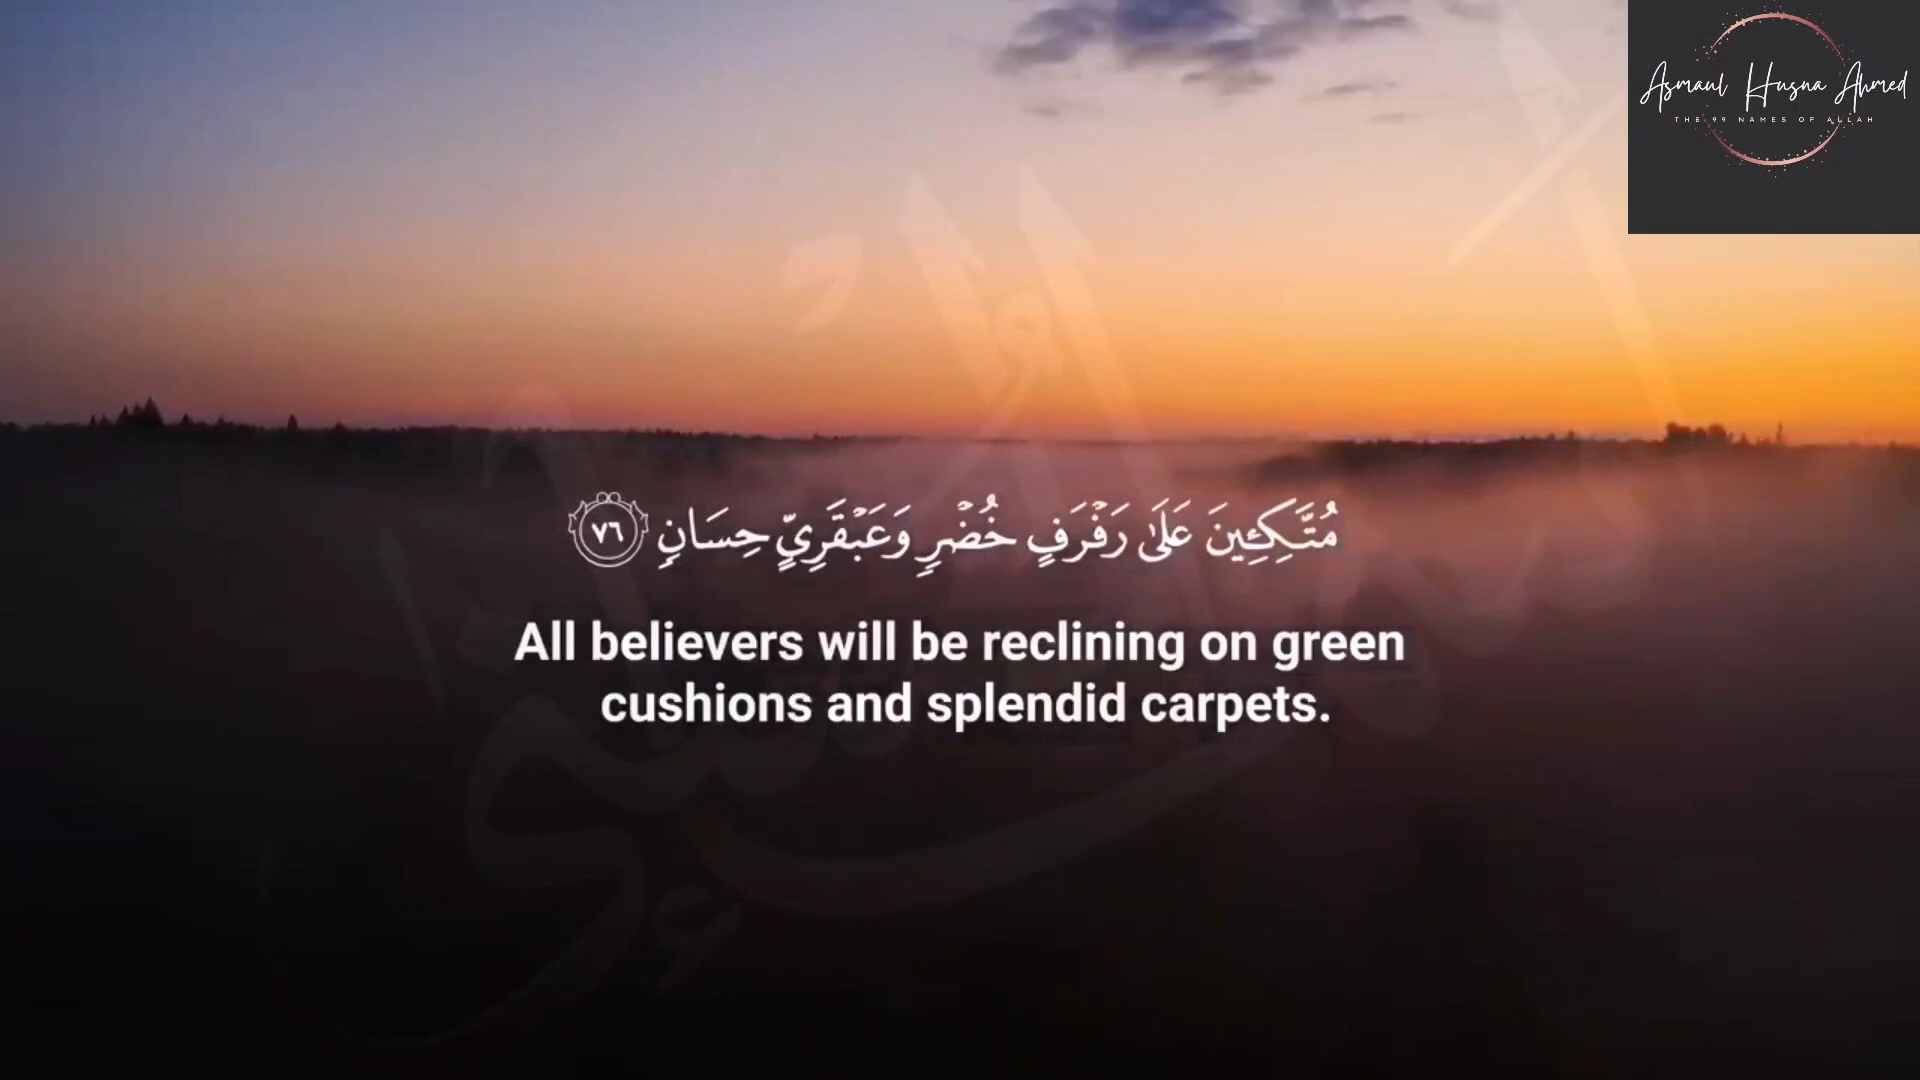 Asmaul Husna Ahmed
THE 99 NAMES OF ALLAH
مُتَّكِـِٔينَ عَلَىٰ رَفْرَفٍ خُضْرٍ وَعَبْقَرِيٍّ حِسَانٍ ٧٦
All believers will be reclining on green
cushions and splendid carpets.